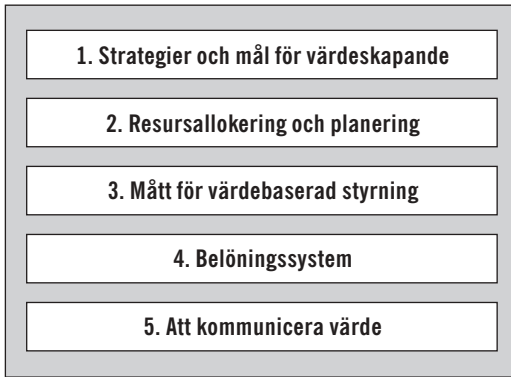 1. Strategier och mål för värdeskapande
2. Resursallokering och planering
3. Mått för värdebaserad styrning
4. Belöningssystem
5. Att kommunicera värde